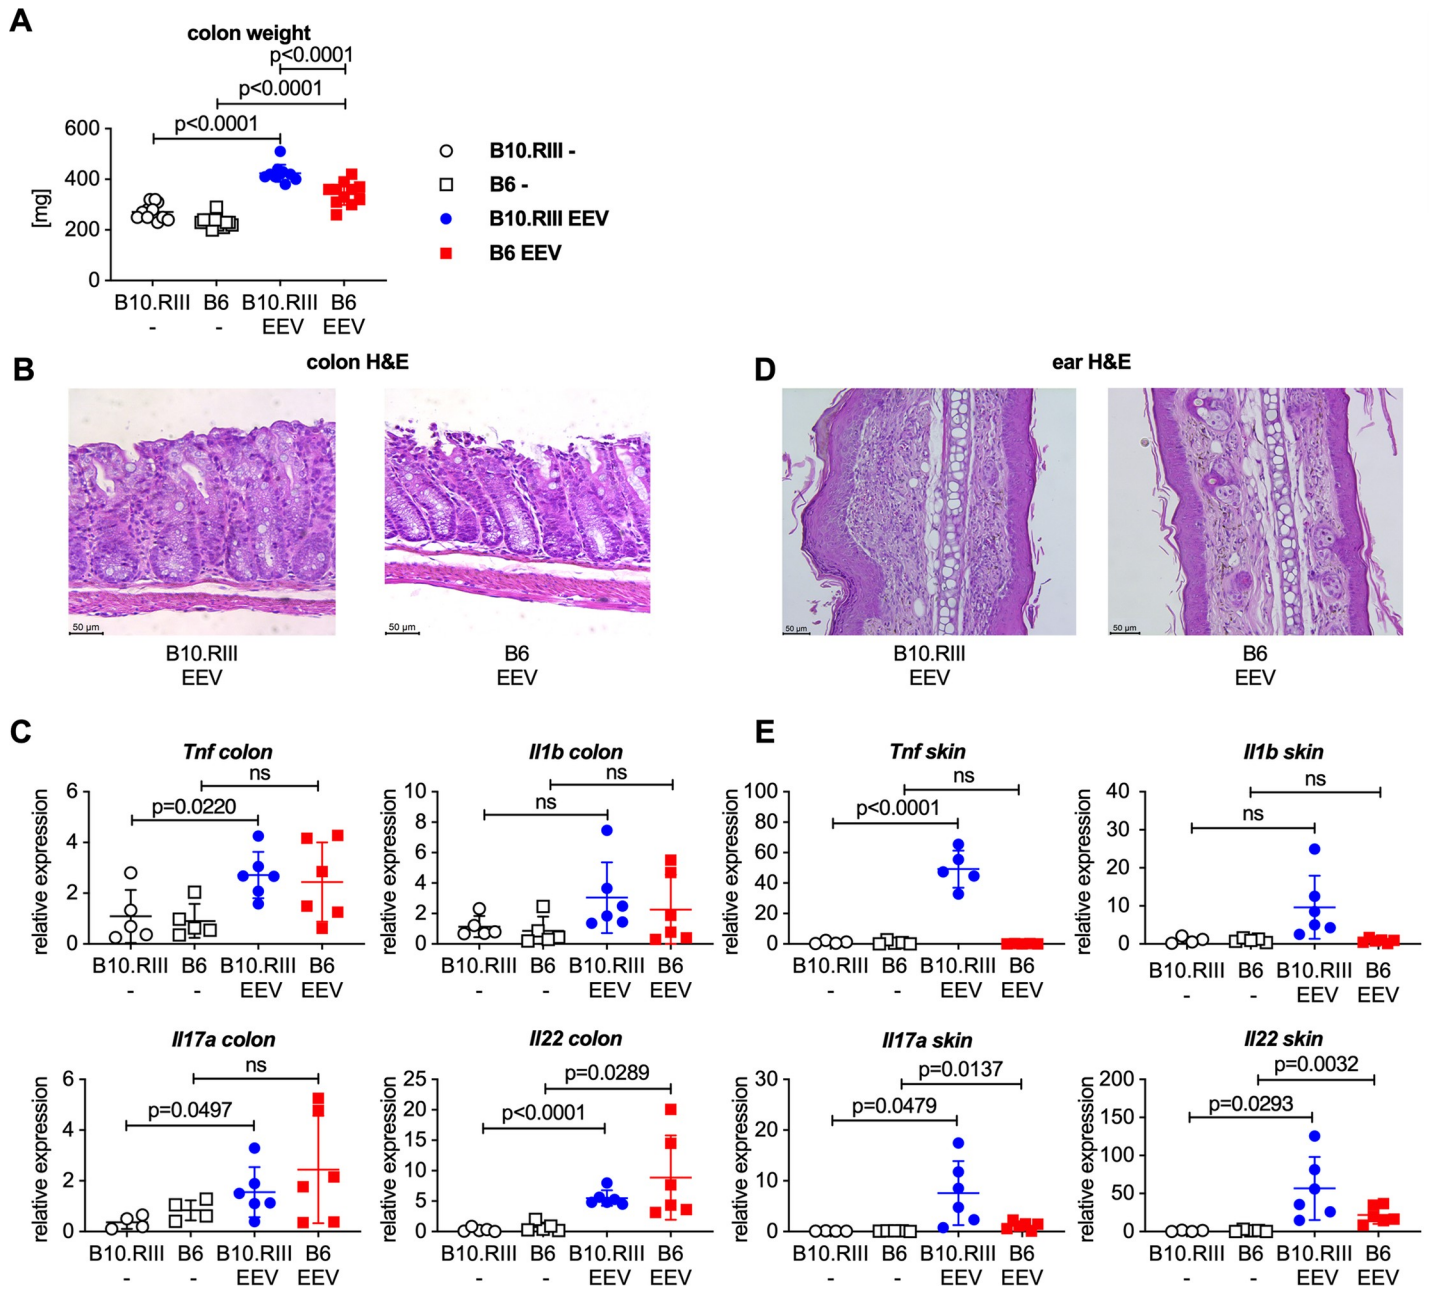 A
colon weight
p<0.0001
p<0.0001
p<0.0001
600
400
200
0
[mg]
B10.RIII B6 B10.RIII B6
- - EEV EEV
B10.RIII -
B6 -
B10.RIII EEV
B6 EEV
B
colon H&E
50 µm
50 µm
B10.RIII
EEV
B6
EEV
D
ear H&E
50 µm
50 µm
B10.RIII
EEV
B6
EEV
C
Tnf colon
ns
p=0.0220
6
4
2
0
relative expression
B10.RIII B6 B10.RIII B6
- - EEV EEV
Il1b colon
ns
ns
10
8
6
4
2
0
relative expression
B10.RIII B6 B10.RIII B6
- - EEV EEV
Il17a colon
ns
p=0.0497
6
4
2
0
relative expression
B10.RIII B6 B10.RIII B6
- - EEV EEV
Il22 colon
p=0.0289
p<0.0001
25
20
15
10
5
0
relative expression
B10.RIII B6 B10.RIII B6
- - EEV EEV
E
Tnf skin
ns
p<0.0001
100
80
60
40
20
0
relative expression
B10.RIII B6 B10.RIII B6
- - EEV EEV
Il1b skin
ns
ns
40
30
20
10
0
relative expression
B10.RIII B6 B10.RIII B6
- - EEV EEV
Il17a skin
p=0.0137
p=0.0479
30
20
10
0
relative expression
B10.RIII B6 B10.RIII B6
- - EEV EEV
Il22 skin
p=0.0032
p=0.0293
200
150
100
50
0
relative expression
B10.RIII B6 B10.RIII B6
- - EEV EEV